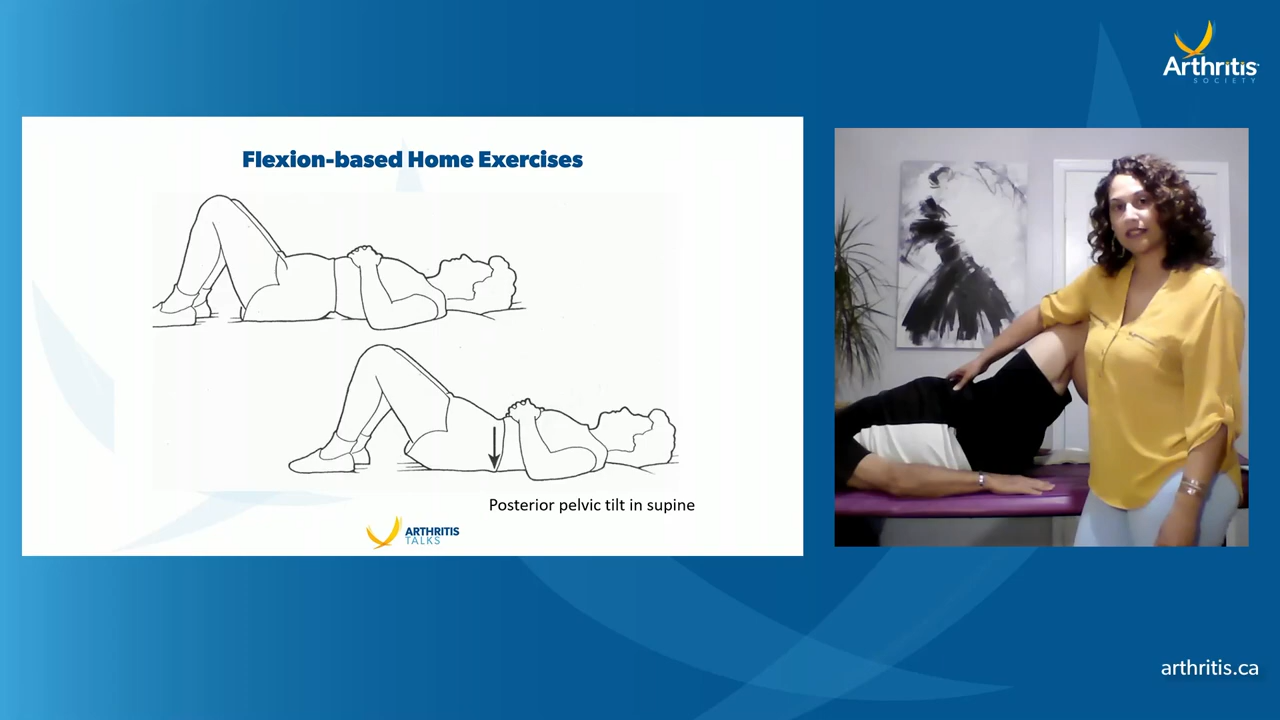 Arthritis
SOCIETY
Flexion-based Home Exercises
Posterior pelvic tilt in supine
ARTHRITIS
TALKS
arthritis.ca